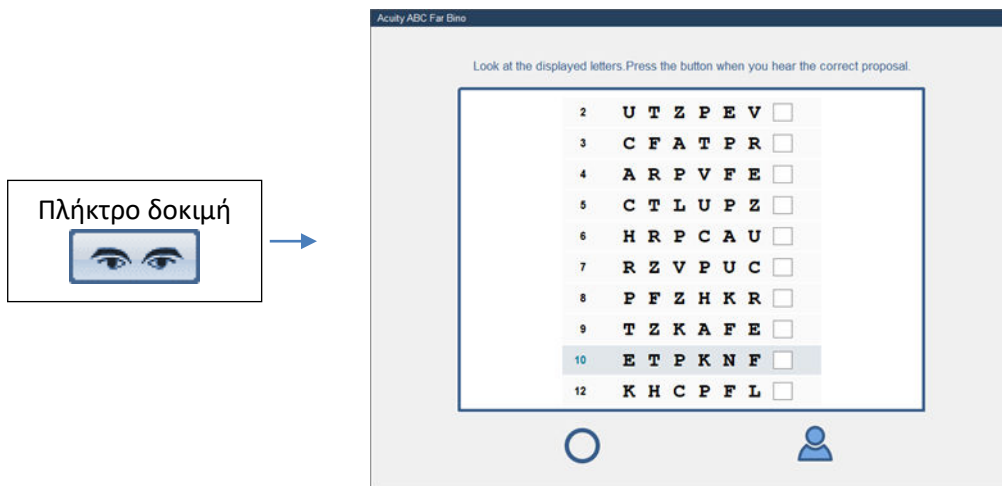 Acuity ABC Far Bino
Look at the displayed letters.Press the button when you hear the correct proposal.
Πλήκτρο δοκιμή
2 U T Z P E V
3 C F A T P R
4 A R P V F E
5 C T L U P Z
6 H R P C A U
7 R Z V P U C
8 P F Z H K R
9 T Z K A F E
10 E T P K N F
12 K H C P F L